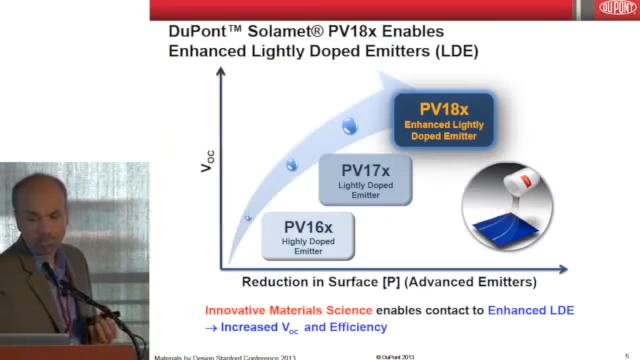 DUPONT
DuPont™ Solamet® PV18x Enables
Enhanced Lightly Doped Emitters (LDE)
PV18x
Enhanced Lightly
Doped Emitter
PV17x
Lightly Doped
Emitter
PV16x
Highly Doped
Emitter
Voc
Reduction in Surface [P] (Advanced Emitters)
Innovative Materials Science enables contact to Enhanced LDE
→ Increased Voc and Efficiency
Materials by Design Stanford Conference 2013
© DuPont 2013
5